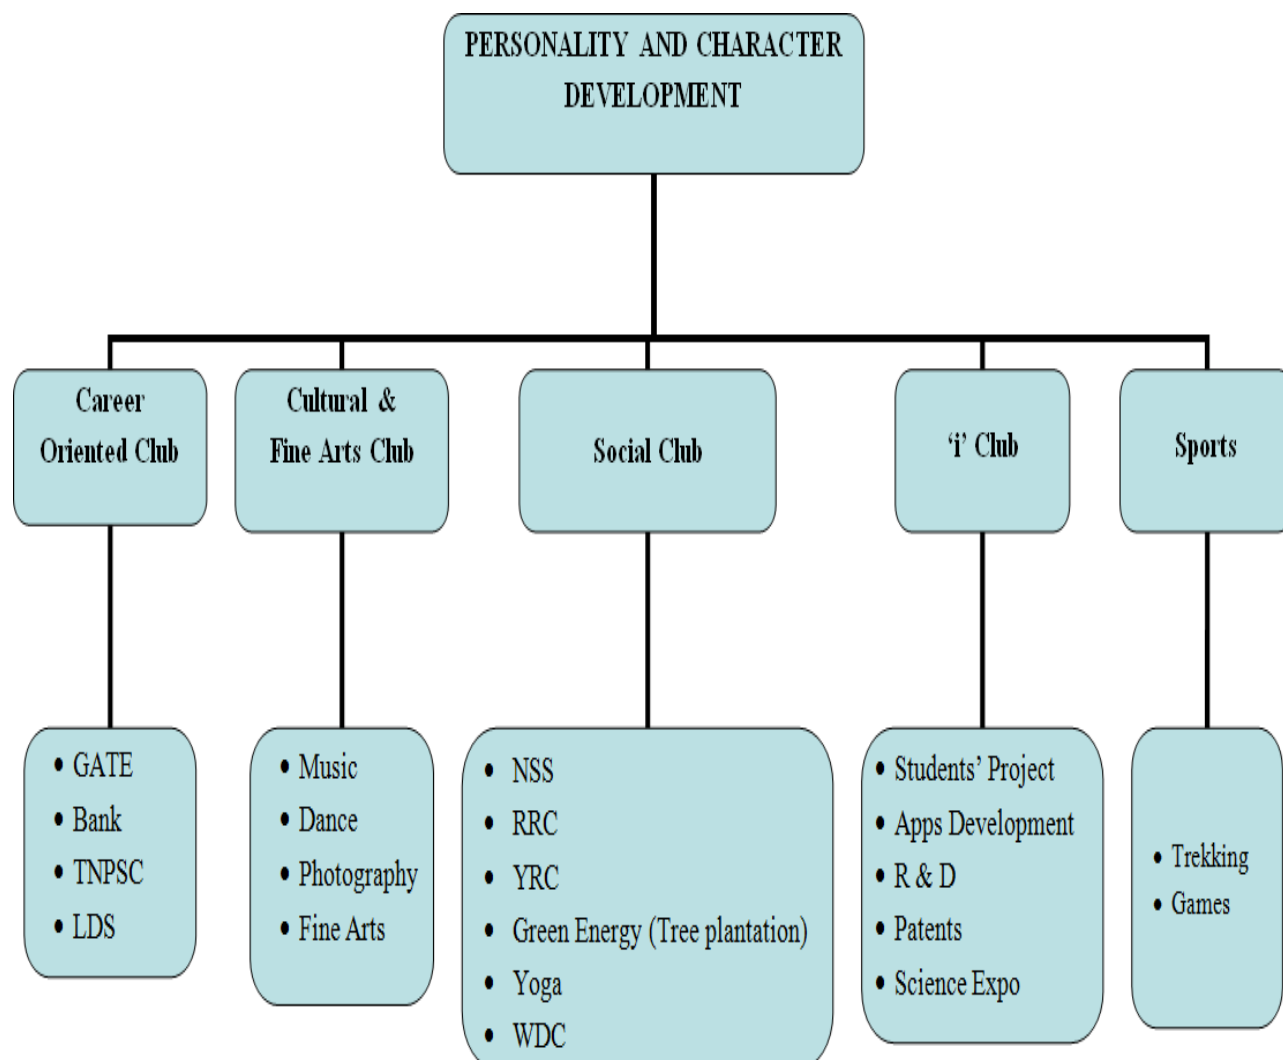 PERSONALITY AND CHARACTER
DEVELOPMENT
Career
Oriented Club
Cultural &
Fine Arts Club
Social Club
‘i’ Club
Sports
• GATE
• Bank
• TNPSC
• LDS
• Music
• Dance
• Photography
• Fine Arts
• NSS
• RRC
• YRC
• Green Energy (Tree plantation)
• Yoga
• WDC
• Students’ Project
• Apps Development
• R & D
• Patents
• Science Expo
• Trekking
• Games